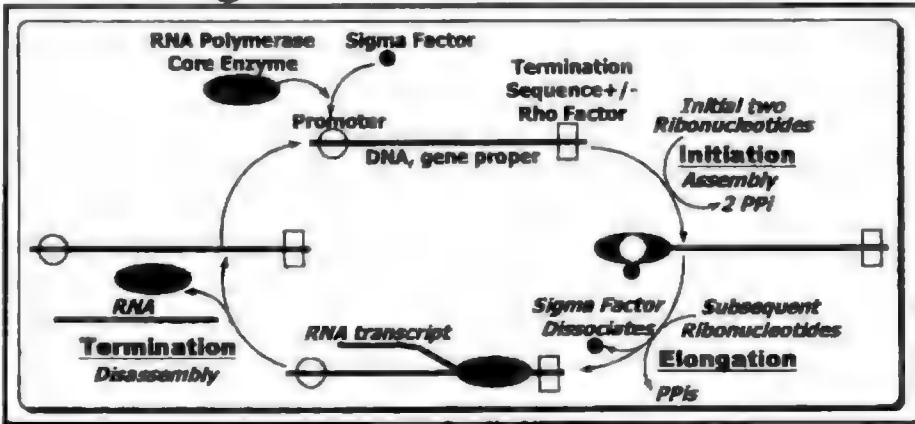 RNA Polymerase
Core Enzyme
Sigma Factor
Termination
Sequence+/-
Rho Factor
Promoter
DNA, gene proper
Initial two
Ribonucleotides
Initiation
Assembly
2 PPi
Sigma Factor
Dissociates
Subsequent
Ribonucleotides
Elongation
PPis
RNA transcript
RNA
Termination
Disassembly